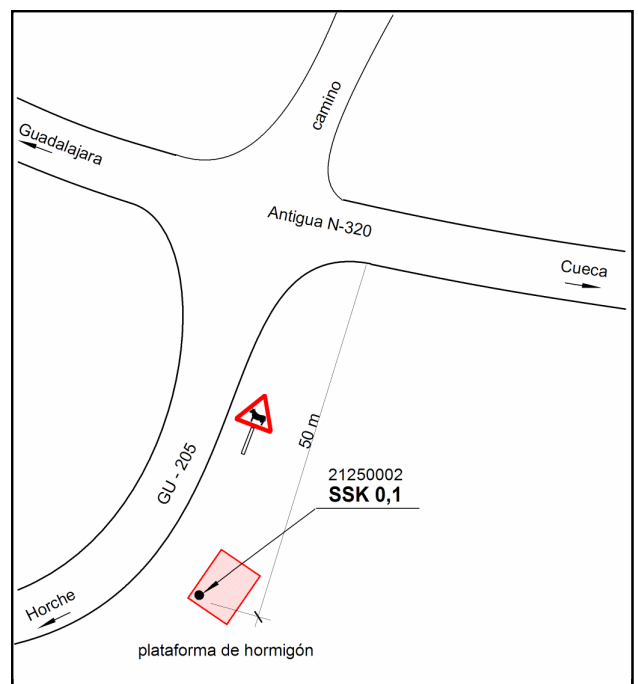 camino
Guadalajara
Antigua N-320
Cueca
50 m
GU - 205
21250002
SSK 0,1
Horche
plataforma de hormigón